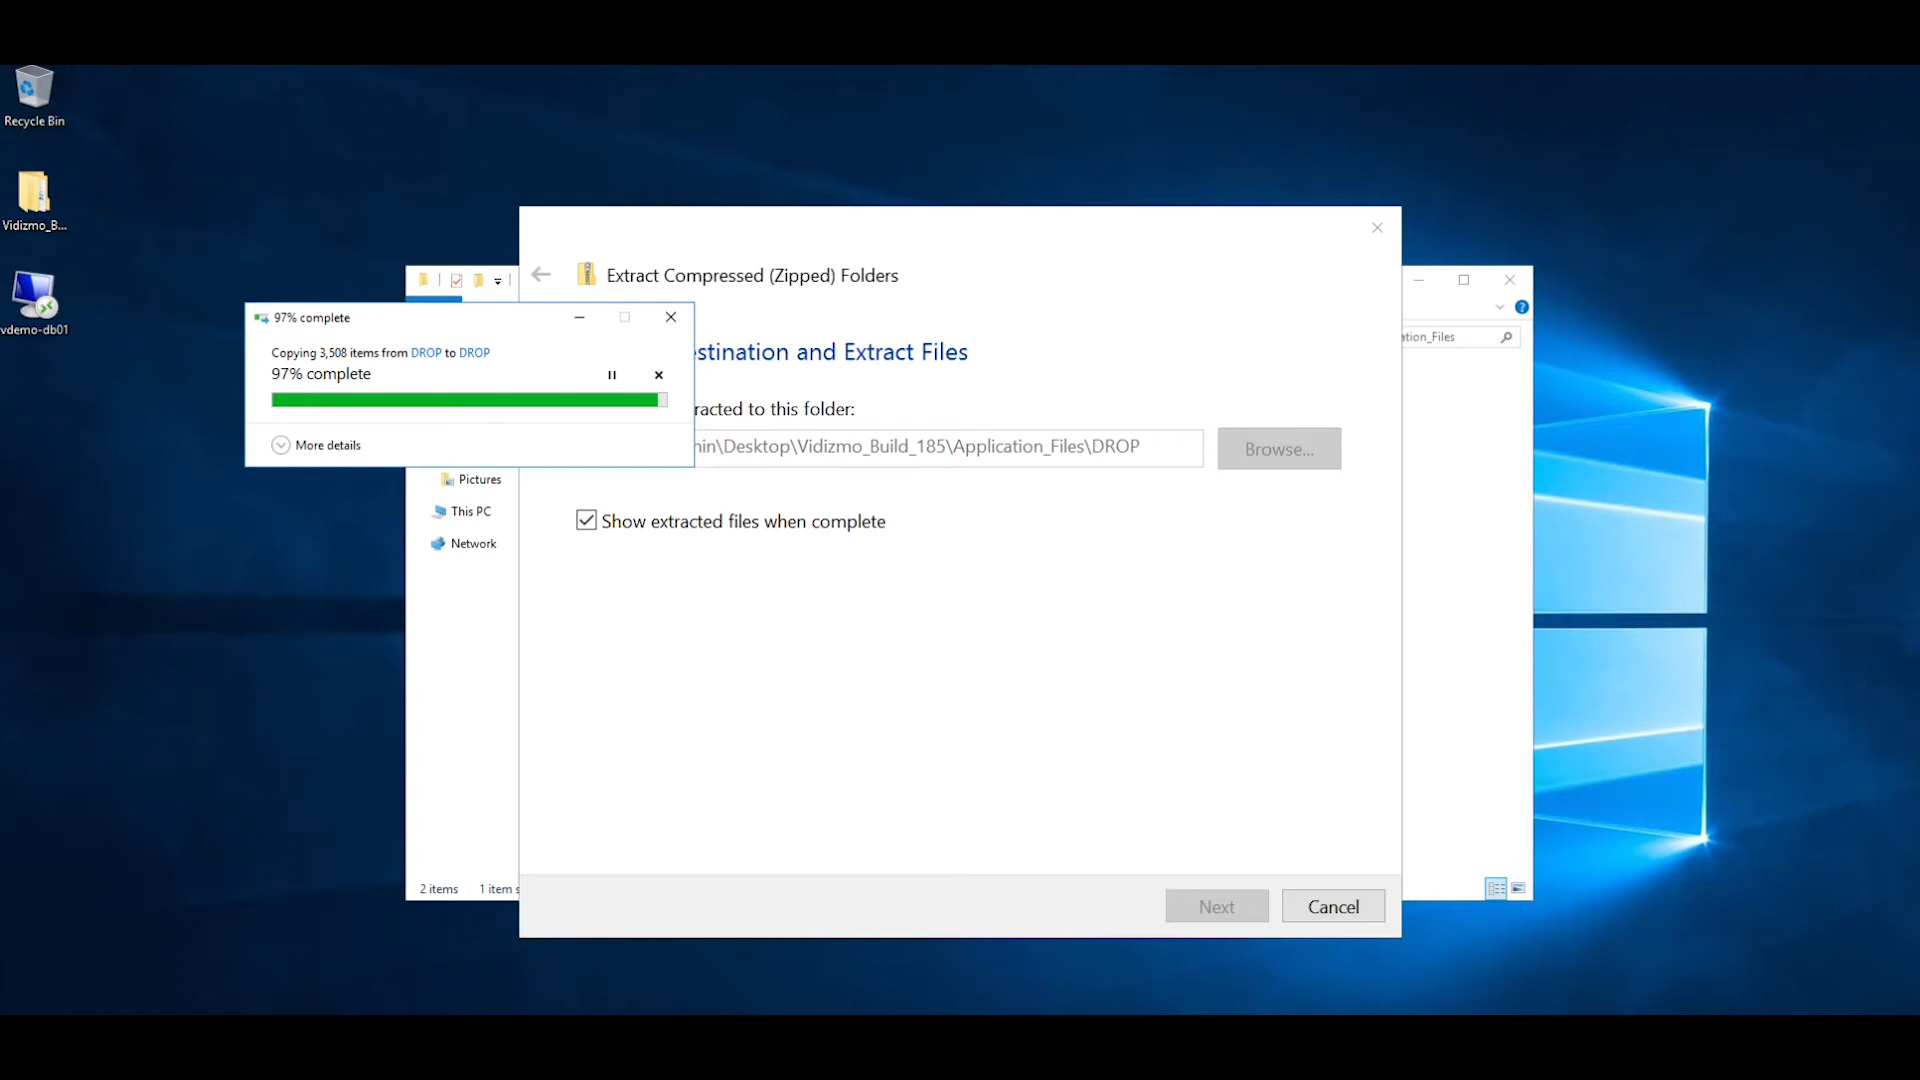 Recycle Bin
Vidizmo_B...
vdemo-db01
Extract Compressed (Zipped) Folders
97% complete
Copying 3,508 items from DROP to DROP
97% complete
More details
stination and Extract Files
racted to this folder:
min\Desktop\Vidizmo_Build_185\Application_Files\DROP
Browse...
Show extracted files when complete
ation_Files
Pictures
This PC
Network
2 items 1 item s
Next
Cancel